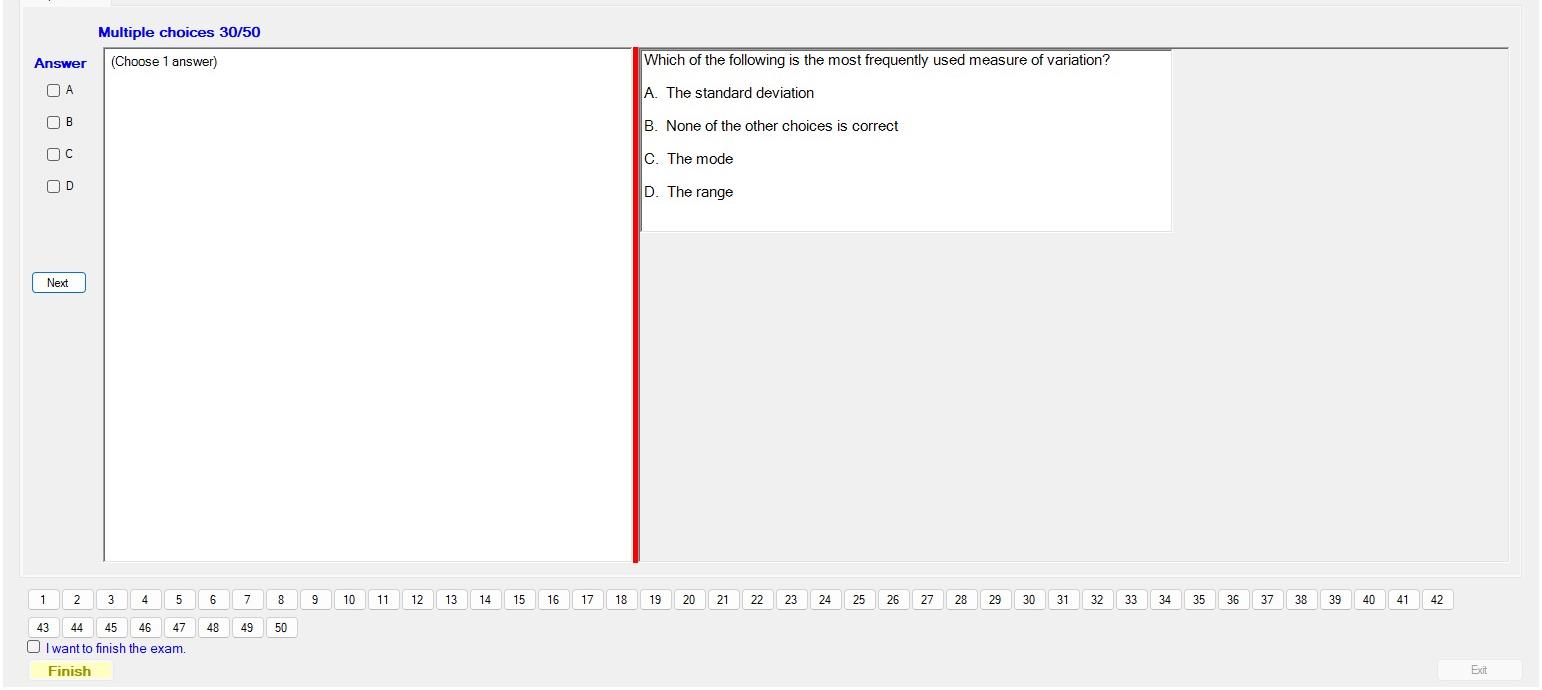 Multiple choices 30/50
Answer
(Choose 1 answer)
A
B
C
D
Next
Which of the following is the most frequently used measure of variation?
A. The standard deviation
B. None of the other choices is correct
C. The mode
D. The range
1 2 3 4 5 6 7 8 9 10 11 12 13 14 15 16 17 18 19 20 21 22 23 24 25 26 27 28 29 30 31 32 33 34 35 36 37 38 39 40 41 42
43 44 45 46 47 48 49 50
I want to finish the exam.
Finish
Exit